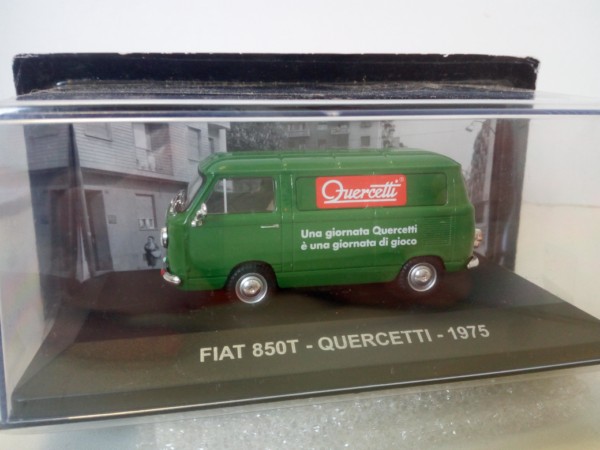 Quercetti®
Una giornata Quercetti
è una giornata di gioco
FIAT 850T - QUERCETTI - 1975